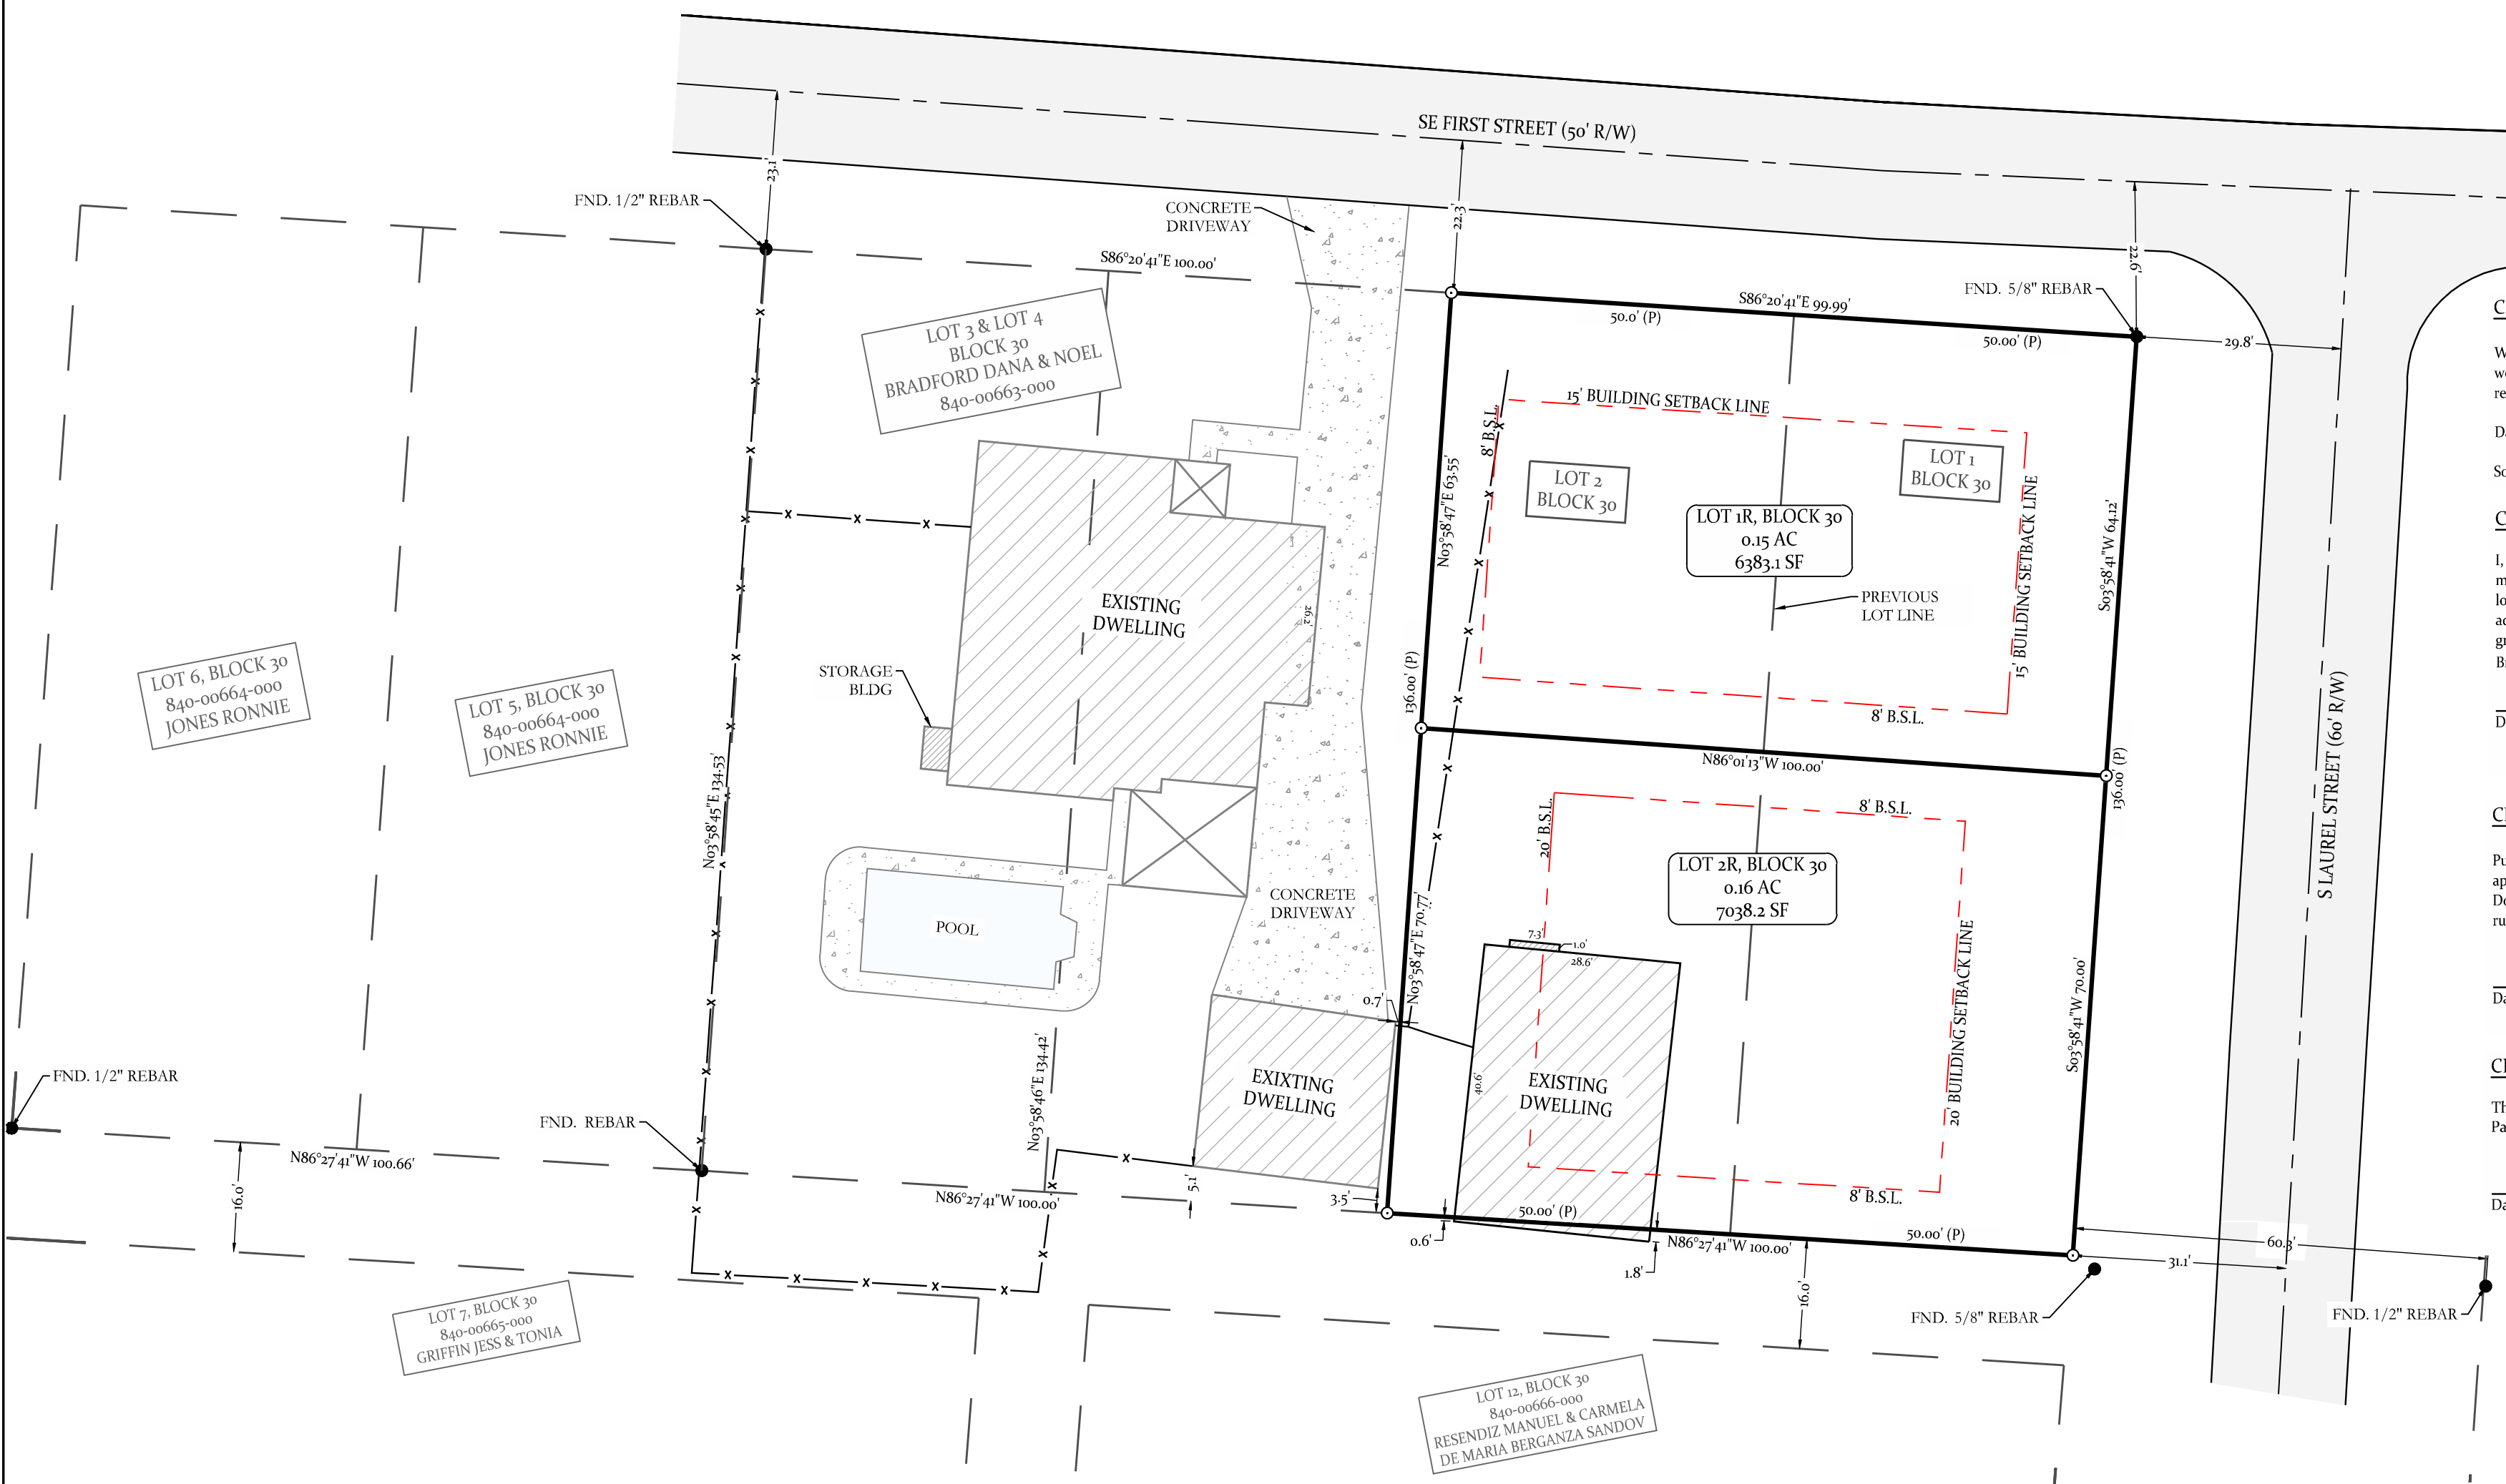 SE FIRST STREET (50' R/W)
23.1'
FND. 1/2" REBAR
CONCRETE
DRIVEWAY
22.3'
22.6'
S86°20'41"E 100.00'
FND. 5/8" REBAR
S86°20'41"E 99.99'
50.0' (P)
50.00' (P)
29.8'
LOT 3 & LOT 4
BLOCK 30
BRADFORD DANA & NOEL
840-00663-000
15' BUILDING SETBACK LINE
8' B.S.L.
LOT 2
BLOCK 30
LOT 1
BLOCK 30
N03°58'47"E 63.55'
LOT 1R, BLOCK 30
0.15 AC
6383.1 SF
S03°58'41"W 64.12'
15' BUILDING SETBACK LINE
PREVIOUS
LOT LINE
EXISTING
DWELLING
26.2'
STORAGE
BLDG
LOT 6, BLOCK 30
840-00664-000
JONES RONNIE
LOT 5, BLOCK 30
840-00664-000
JONES RONNIE
136.00' (P)
8' B.S.L.
N86°01'13"W 100.00'
136.00' (P)
S LAUREL STREET (60' R/W)
N03°58'45"E 134.53'
20' B.S.L.
8' B.S.L.
LOT 2R, BLOCK 30
0.16 AC
7038.2 SF
CONCRETE
DRIVEWAY
POOL
N03°58'47"E 70.77'
7.3'
1.0'
28.6'
0.7'
20' BUILDING SETBACK LINE
S03°58'41"W 70.00'
N03°58'46"E 134.42'
EXIXTING
DWELLING
40.6'
EXISTING
DWELLING
FND. 1/2" REBAR
FND. REBAR
N86°27'41"W 100.66'
16.0'
N86°27'41"W 100.00'
5.1'
3.5'
8' B.S.L.
50.00' (P)
0.6'
N86°27'41"W 100.00'
50.00' (P)
1.8'
60.3'
31.1'
16.0'
FND. 5/8" REBAR
FND. 1/2" REBAR
LOT 7, BLOCK 30
840-00665-000
GRIFFIN JESS & TONIA
LOT 12, BLOCK 30
840-00666-000
RESENDIZ MANUEL & CARMELA
DE MARIA BERGANZA SANDOV